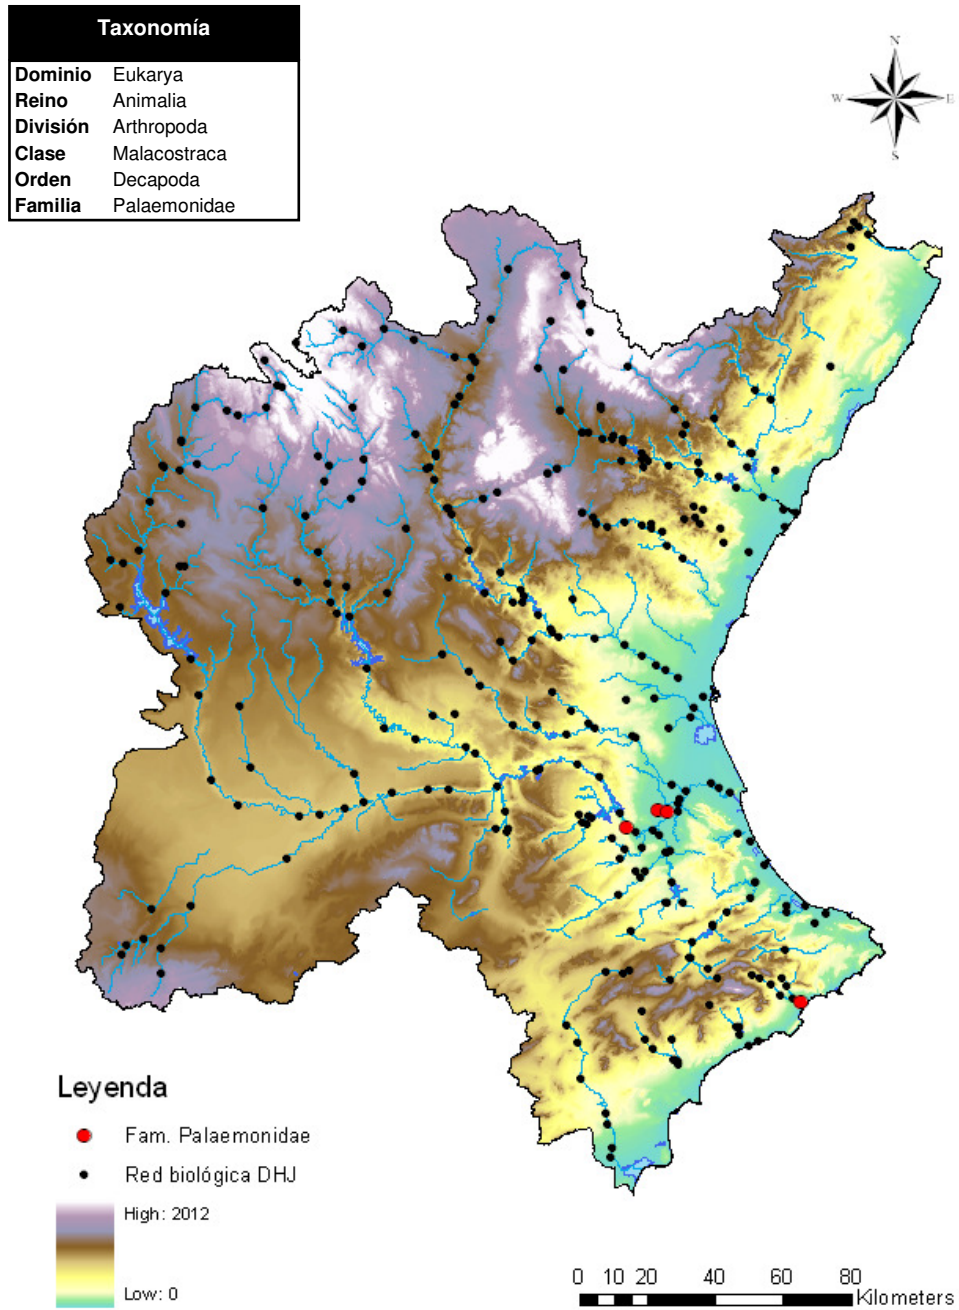 Taxonomía
Dominio Eukarya
Reino Animalia
División Arthropoda
Clase Malacostraca
Orden Decapoda
Familia Palaemonidae
N
W E
S
Leyenda
Fam. Palaemonidae
Red biológica DHJ
High: 2012
Low: 0
0 10 20 40 60 80
Kilometers